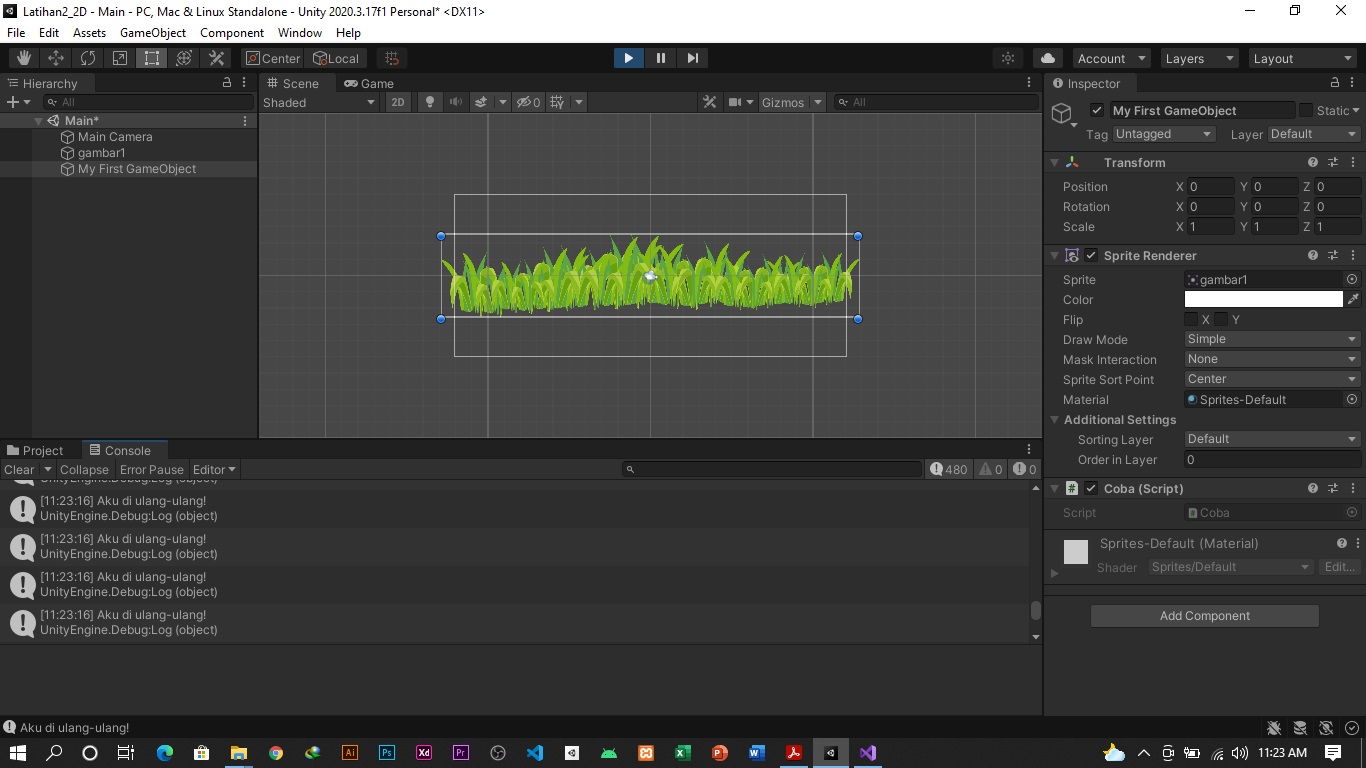 Latihan2_2D - Main - PC, Mac & Linux Standalone - Unity 2020.3.17f1 Personal* <DX11>
File Edit Assets GameObject Component Window Help
Center Local Account Layers Layout
Hierarchy
All
Main*
Main Camera
gambar1
My First GameObject
Scene Game
Shaded 2D 0 Gizmos All
Inspector
My First GameObject Static
Tag Untagged Layer Default
Transform
Position X 0 Y 0 Z 0
Rotation X 0 Y 0 Z 0
Scale X 1 Y 1 Z 1
Sprite Renderer
Sprite gambar1
Color
Flip X Y
Draw Mode Simple
Mask Interaction None
Sprite Sort Point Center
Material Sprites-Default
Additional Settings
Sorting Layer Default
Order in Layer 0
Coba (Script)
Script Coba
Sprites-Default (Material)
Shader Sprites/Default Edit...
Add Component
Project Console
Clear Collapse Error Pause Editor 480 0 0
UnityEngine.Debug:Log (object)
[11:23:16] Aku di ulang-ulang!
UnityEngine.Debug:Log (object)
[11:23:16] Aku di ulang-ulang!
UnityEngine.Debug:Log (object)
[11:23:16] Aku di ulang-ulang!
UnityEngine.Debug:Log (object)
[11:23:16] Aku di ulang-ulang!
UnityEngine.Debug:Log (object)
Aku di ulang-ulang!
Ai Ps Xd Pr 11:23 AM